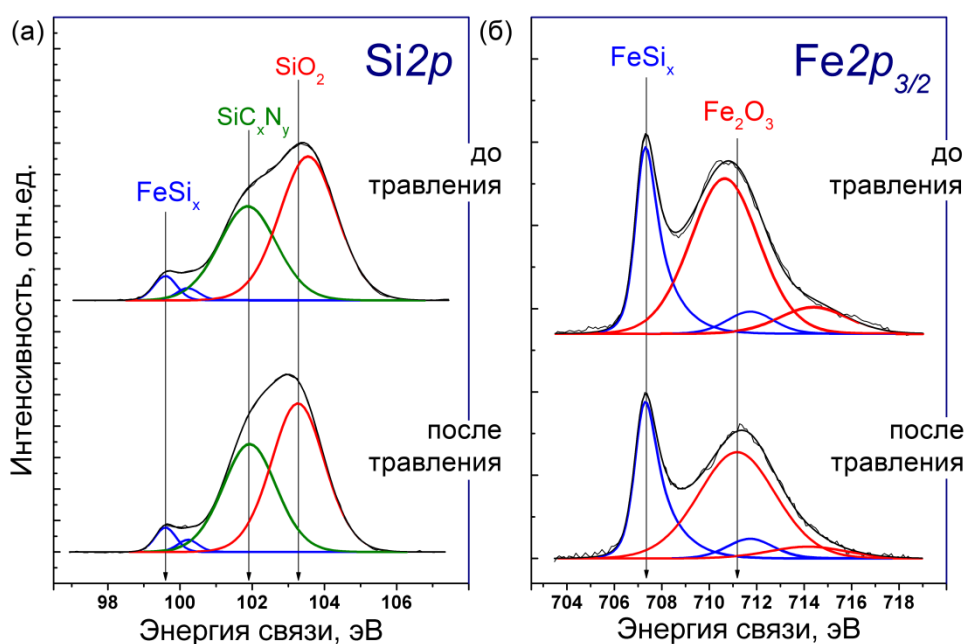 (а)
Si2p
SiO2
SiCxNy
FeSix
до
травления
после
травления
Интенсивность, отн.ед.
98 100 102 104 106
Энергия связи, эВ
(б)
Fe2p3/2
FeSix
Fe2O3
до
травления
после
травления
704 706 708 710 712 714 716 718
Энергия связи, эВ